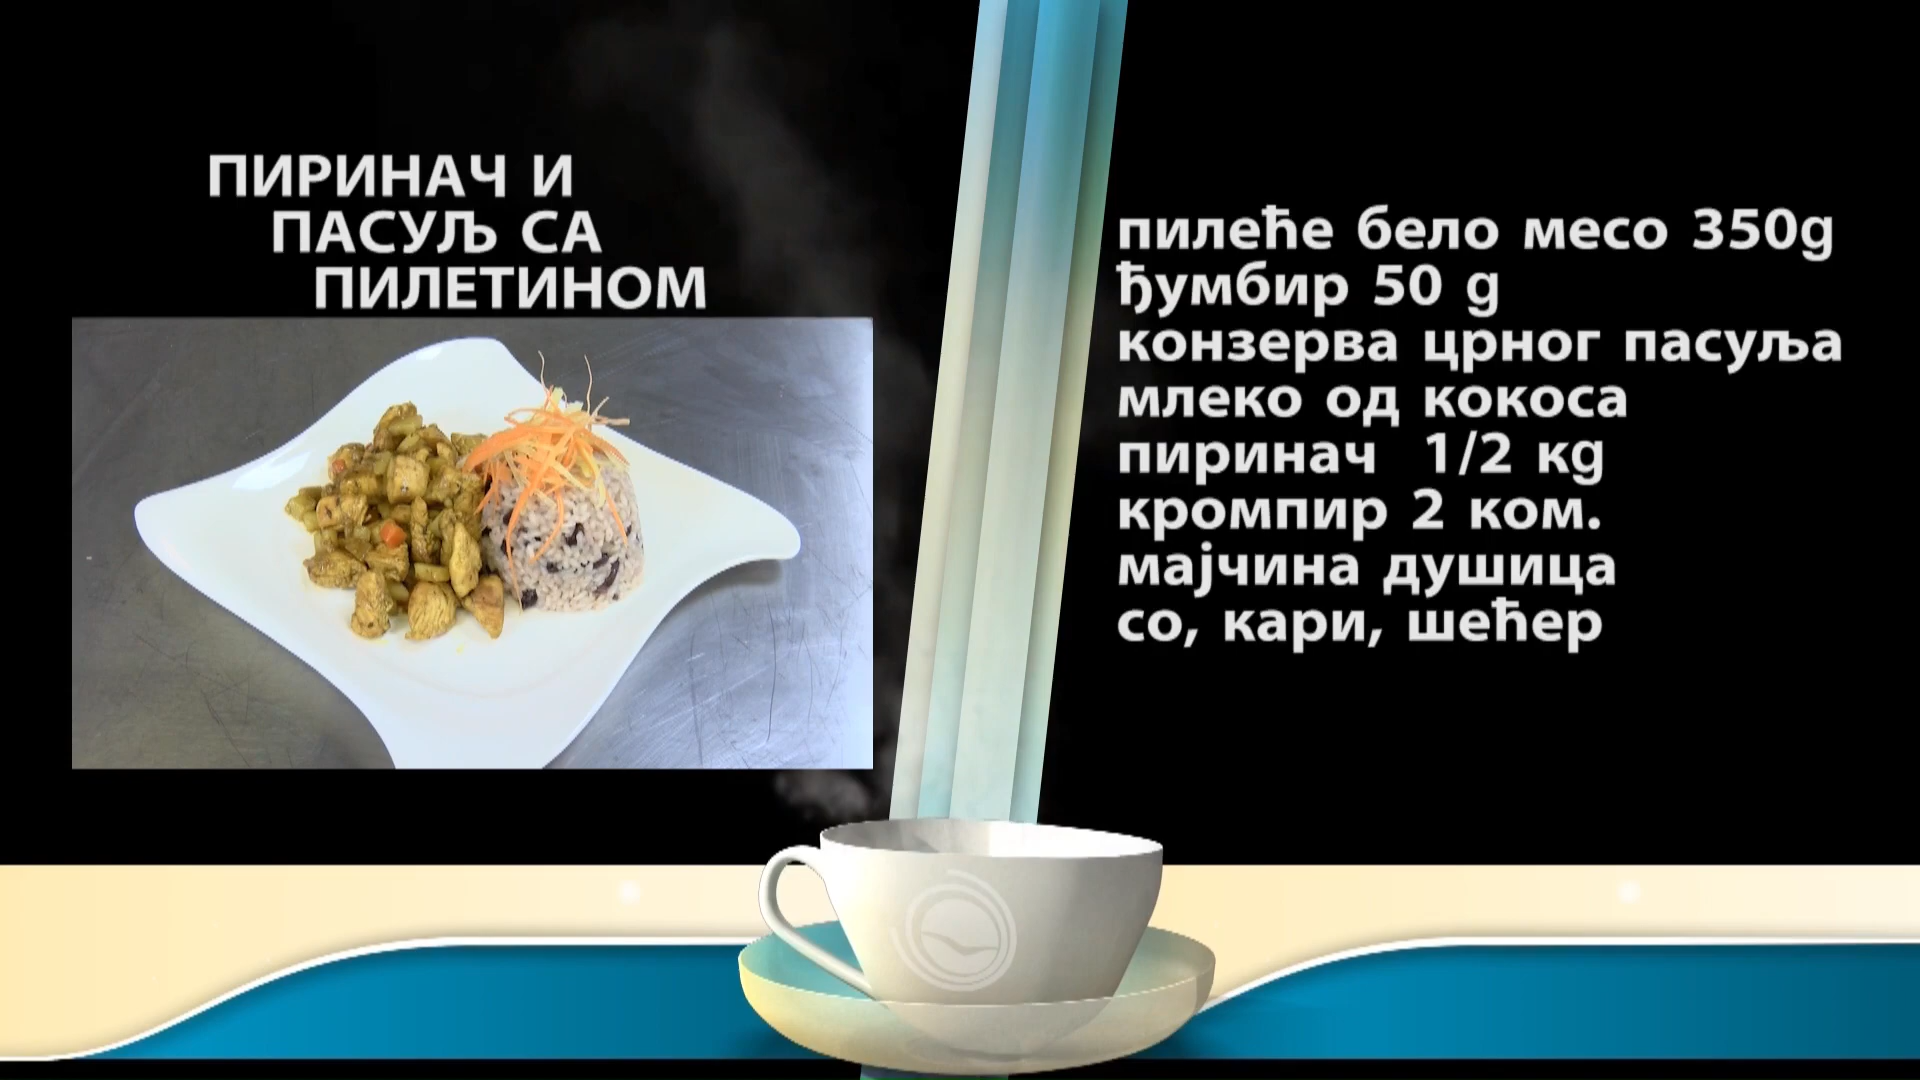 ПИРИНАЧ И
ПАСУЉ СА
ПИЛЕТИНОМ
пилеће бело месо 350g
ђумбир 50 g
конзерва црног пасуља
млеко од кокоса
пиринач 1/2 кg
кромпир 2 ком.
мајчина душица
со, кари, шећер